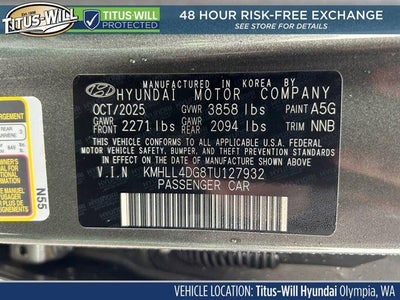 TITUS-WILL
TITUS-WILL
PROTECTED
48 HOUR RISK-FREE EXCHANGE
SEE STORE FOR DETAILS
MANUFACTURED IN KOREA BY
HYUNDAI MOTOR COMPANY
OCT/2025 GVWR 3858 lbs PAINT A5G
GAWR FRONT 2271 lbs GAWR REAR 2094 lbs TRIM NNB
THIS VEHICLE CONFORMS TO ALL APPLICABLE U.S. FEDERAL
MOTOR VEHICLE SAFETY, BUMPER, AND THEFT PREVENTION STANDARDS
IN EFFECT ON THE DATE OF MANUFACTURE SHOWN ABOVE.
V.I.N KMHLL4DG8TU127932
PASSENGER CAR
REAR
3
N55
VEHICLE LOCATION: Titus-Will Hyundai Olympia, WA